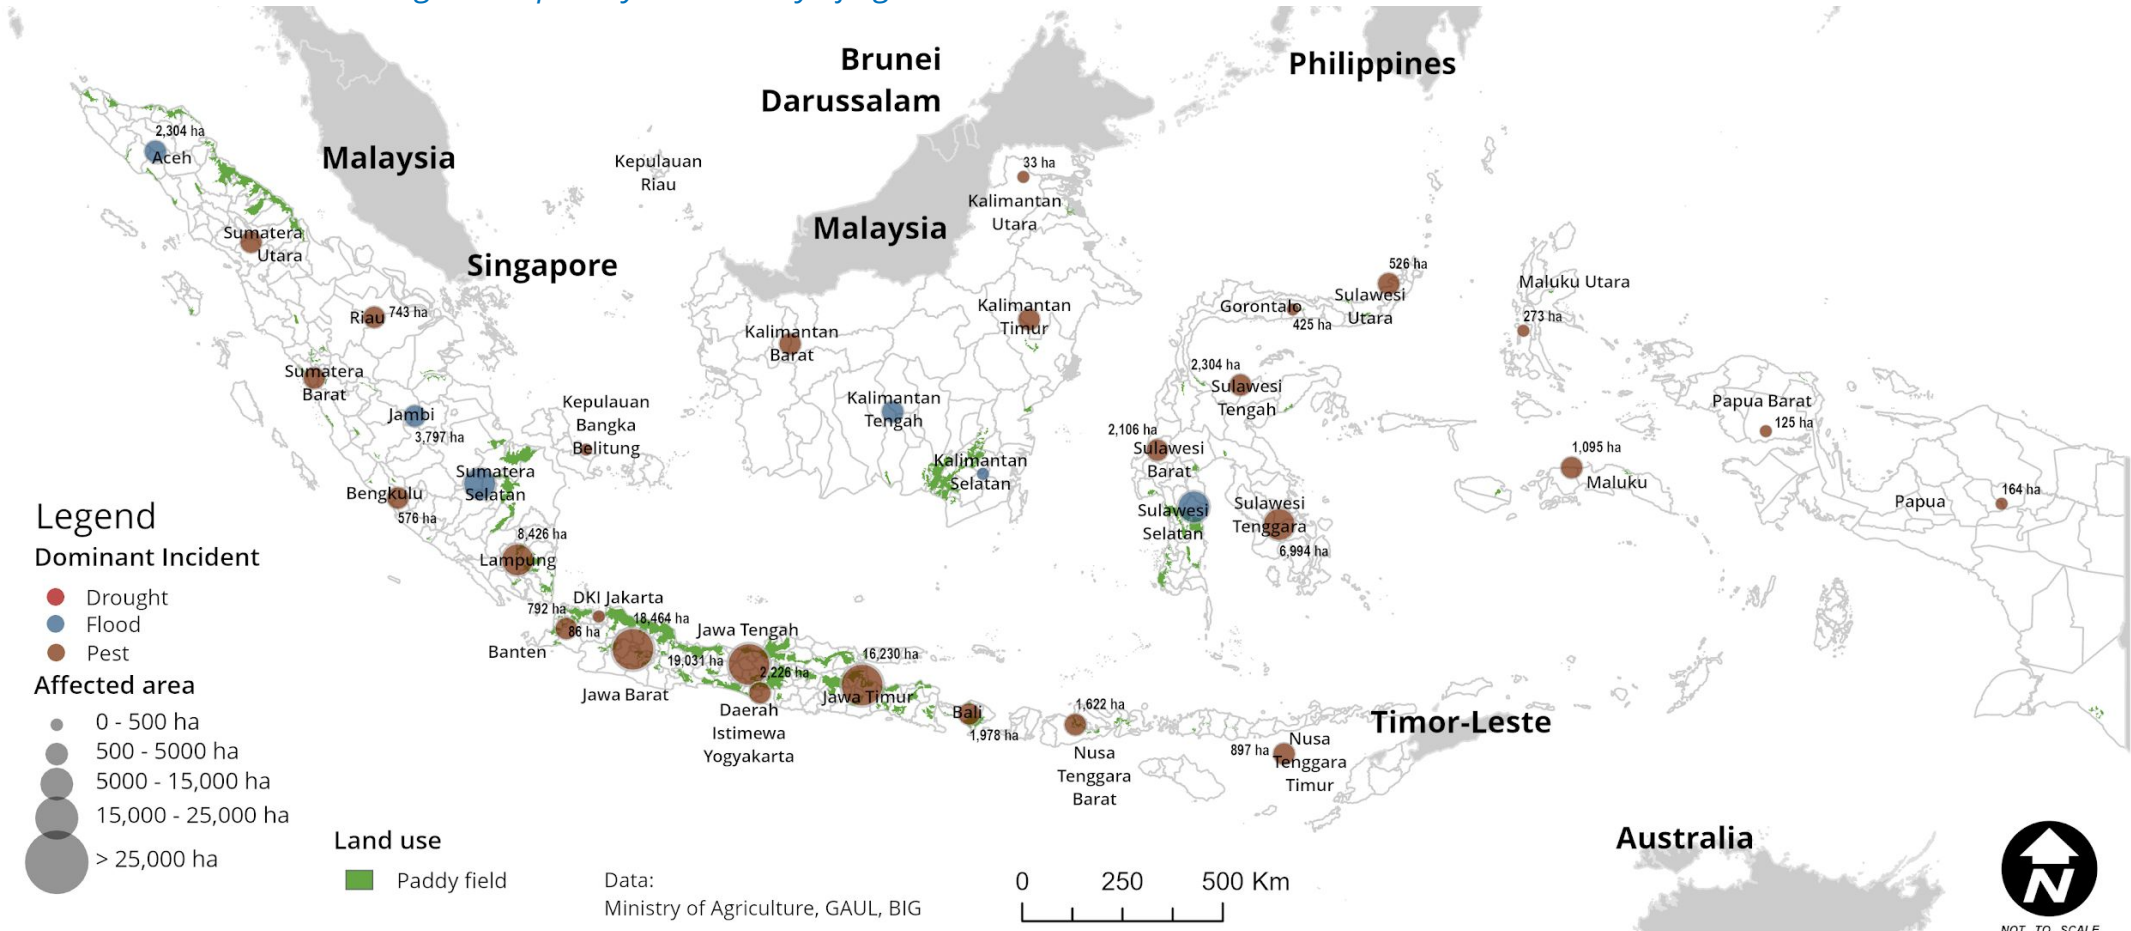 Brunei
Darussalam
Philippines
Malaysia
Kepulauan
Riau
Malaysia
Singapore
2,304 ha
Aceh
Sumatera
Utara
Riau
743 ha
Sumatera
Barat
Jambi
3,797 ha
Kepulauan
Bangka
Belitung
Sumatera
Selatan
Bengkulu
576 ha
8,426 ha
Lampung
33 ha
Kalimantan
Utara
Kalimantan
Timur
Kalimantan
Barat
Kalimantan
Tengah
Kalimantan
Selatan
526 ha
Sulawesi
Utara
Gorontalo
425 ha
2,304 ha
Sulawesi
Tengah
2,106 ha
Sulawesi
Barat
Sulawesi
Selatan
Sulawesi
Tenggara
6,994 ha
Maluku Utara
273 ha
1,095 ha
Maluku
Papua Barat
125 ha
Papua
164 ha
792 ha
DKI Jakarta
86 ha
Banten
18,464 ha
Jawa Barat
Jawa Tengah
19,031 ha
2,226 ha
Daerah
Istimewa
Yogyakarta
16,230 ha
Jawa Timur
Bali
1,978 ha
1,622 ha
Nusa
Tenggara
Barat
897 ha
Nusa
Tenggara
Timur
Timor-Leste
Australia
Legend
Dominant Incident
Drought
Flood
Pest
Affected area
0 - 500 ha
500 - 5000 ha
5000 - 15,000 ha
15,000 - 25,000 ha
> 25,000 ha
Land use
Paddy field
Data:
Ministry of Agriculture, GAUL, BIG
0 250 500 Km
N
NOT TO SCALE